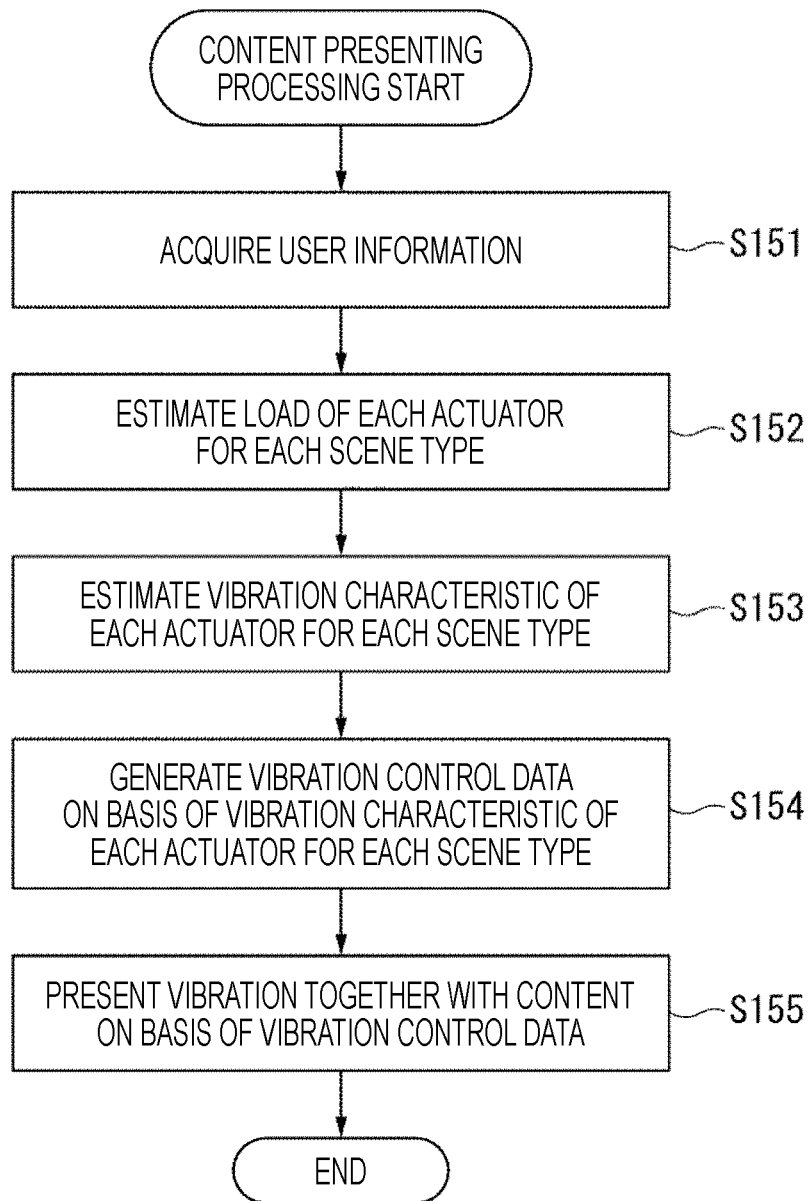 CONTENT PRESENTING
PROCESSING START
ACQUIRE USER INFORMATION
S151
ESTIMATE LOAD OF EACH ACTUATOR
FOR EACH SCENE TYPE
S152
ESTIMATE VIBRATION CHARACTERISTIC OF
EACH ACTUATOR FOR EACH SCENE TYPE
S153
GENERATE VIBRATION CONTROL DATA
ON BASIS OF VIBRATION CHARACTERISTIC OF
EACH ACTUATOR FOR EACH SCENE TYPE
S154
PRESENT VIBRATION TOGETHER WITH CONTENT
ON BASIS OF VIBRATION CONTROL DATA
S155
END